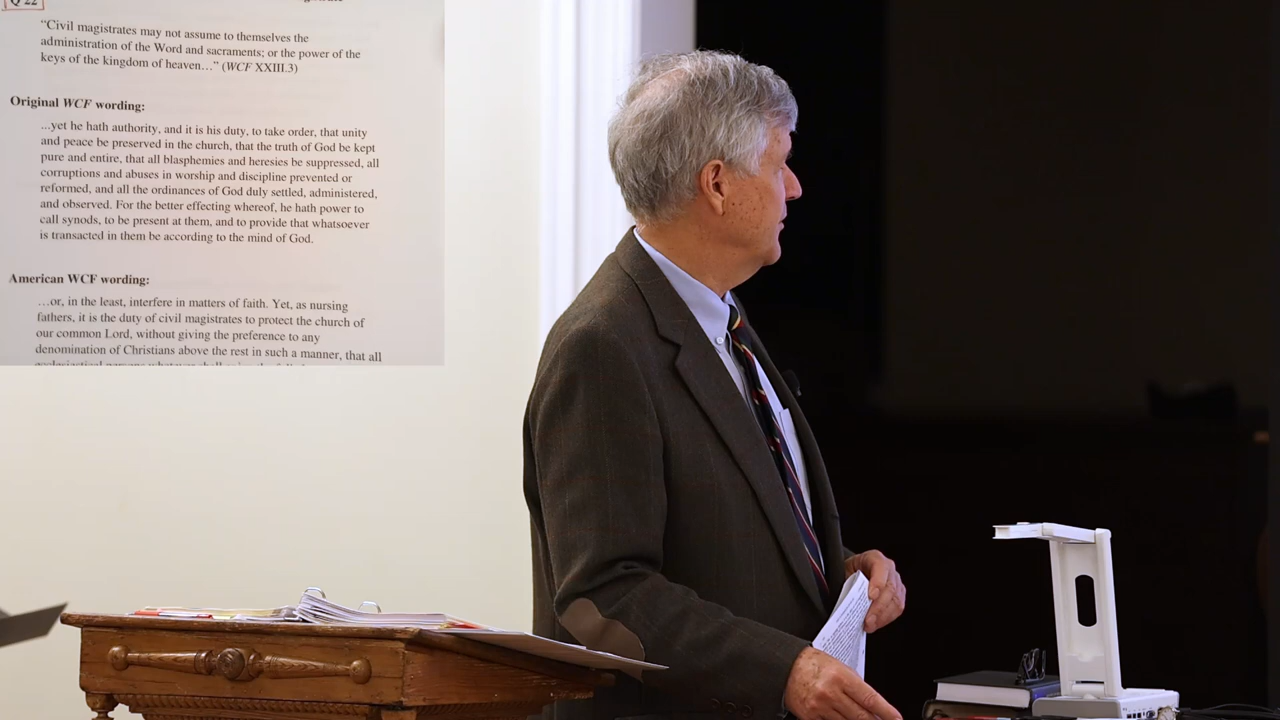 Q 22
“Civil magistrates may not assume to themselves the
administration of the Word and sacraments; or the power of the
keys of the kingdom of heaven…” (WCF XXIII.3)
Original WCF wording:
...yet he hath authority, and it is his duty, to take order, that unity
and peace be preserved in the church, that the truth of God be kept
pure and entire, that all blasphemies and heresies be suppressed, all
corruptions and abuses in worship and discipline prevented or
reformed, and all the ordinances of God duly settled, administered,
and observed. For the better effecting whereof, he hath power to
call synods, to be present at them, and to provide that whatsoever
is transacted in them be according to the mind of God.
American WCF wording:
…or, in the least, interfere in matters of faith. Yet, as nursing
fathers, it is the duty of civil magistrates to protect the church of
our common Lord, without giving the preference to any
denomination of Christians above the rest in such a manner, that all